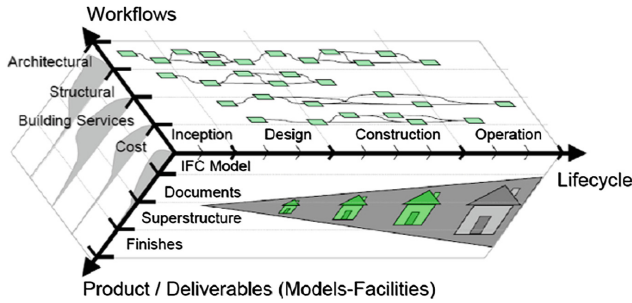 Workflows
Architectural
Structural
Building Services
Cost
Inception Design Construction Operation
IFC Model
Lifecycle
Documents
Superstructure
Finishes
Product / Deliverables (Models-Facilities)